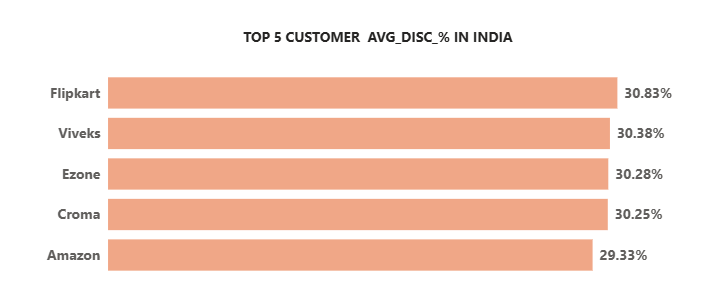 TOP 5 CUSTOMER  AVG_DISC_% IN INDIA
Flipkart 30.83%
Viveks 30.38%
Ezone 30.28%
Croma 30.25%
Amazon 29.33%